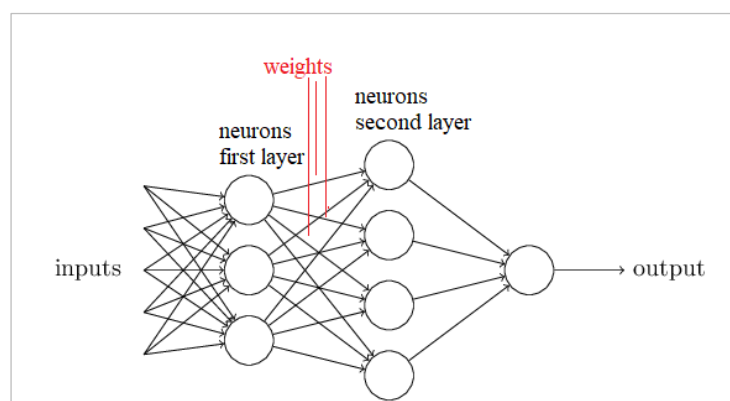 weights
neurons
second layer
neurons
first layer
inputs
output